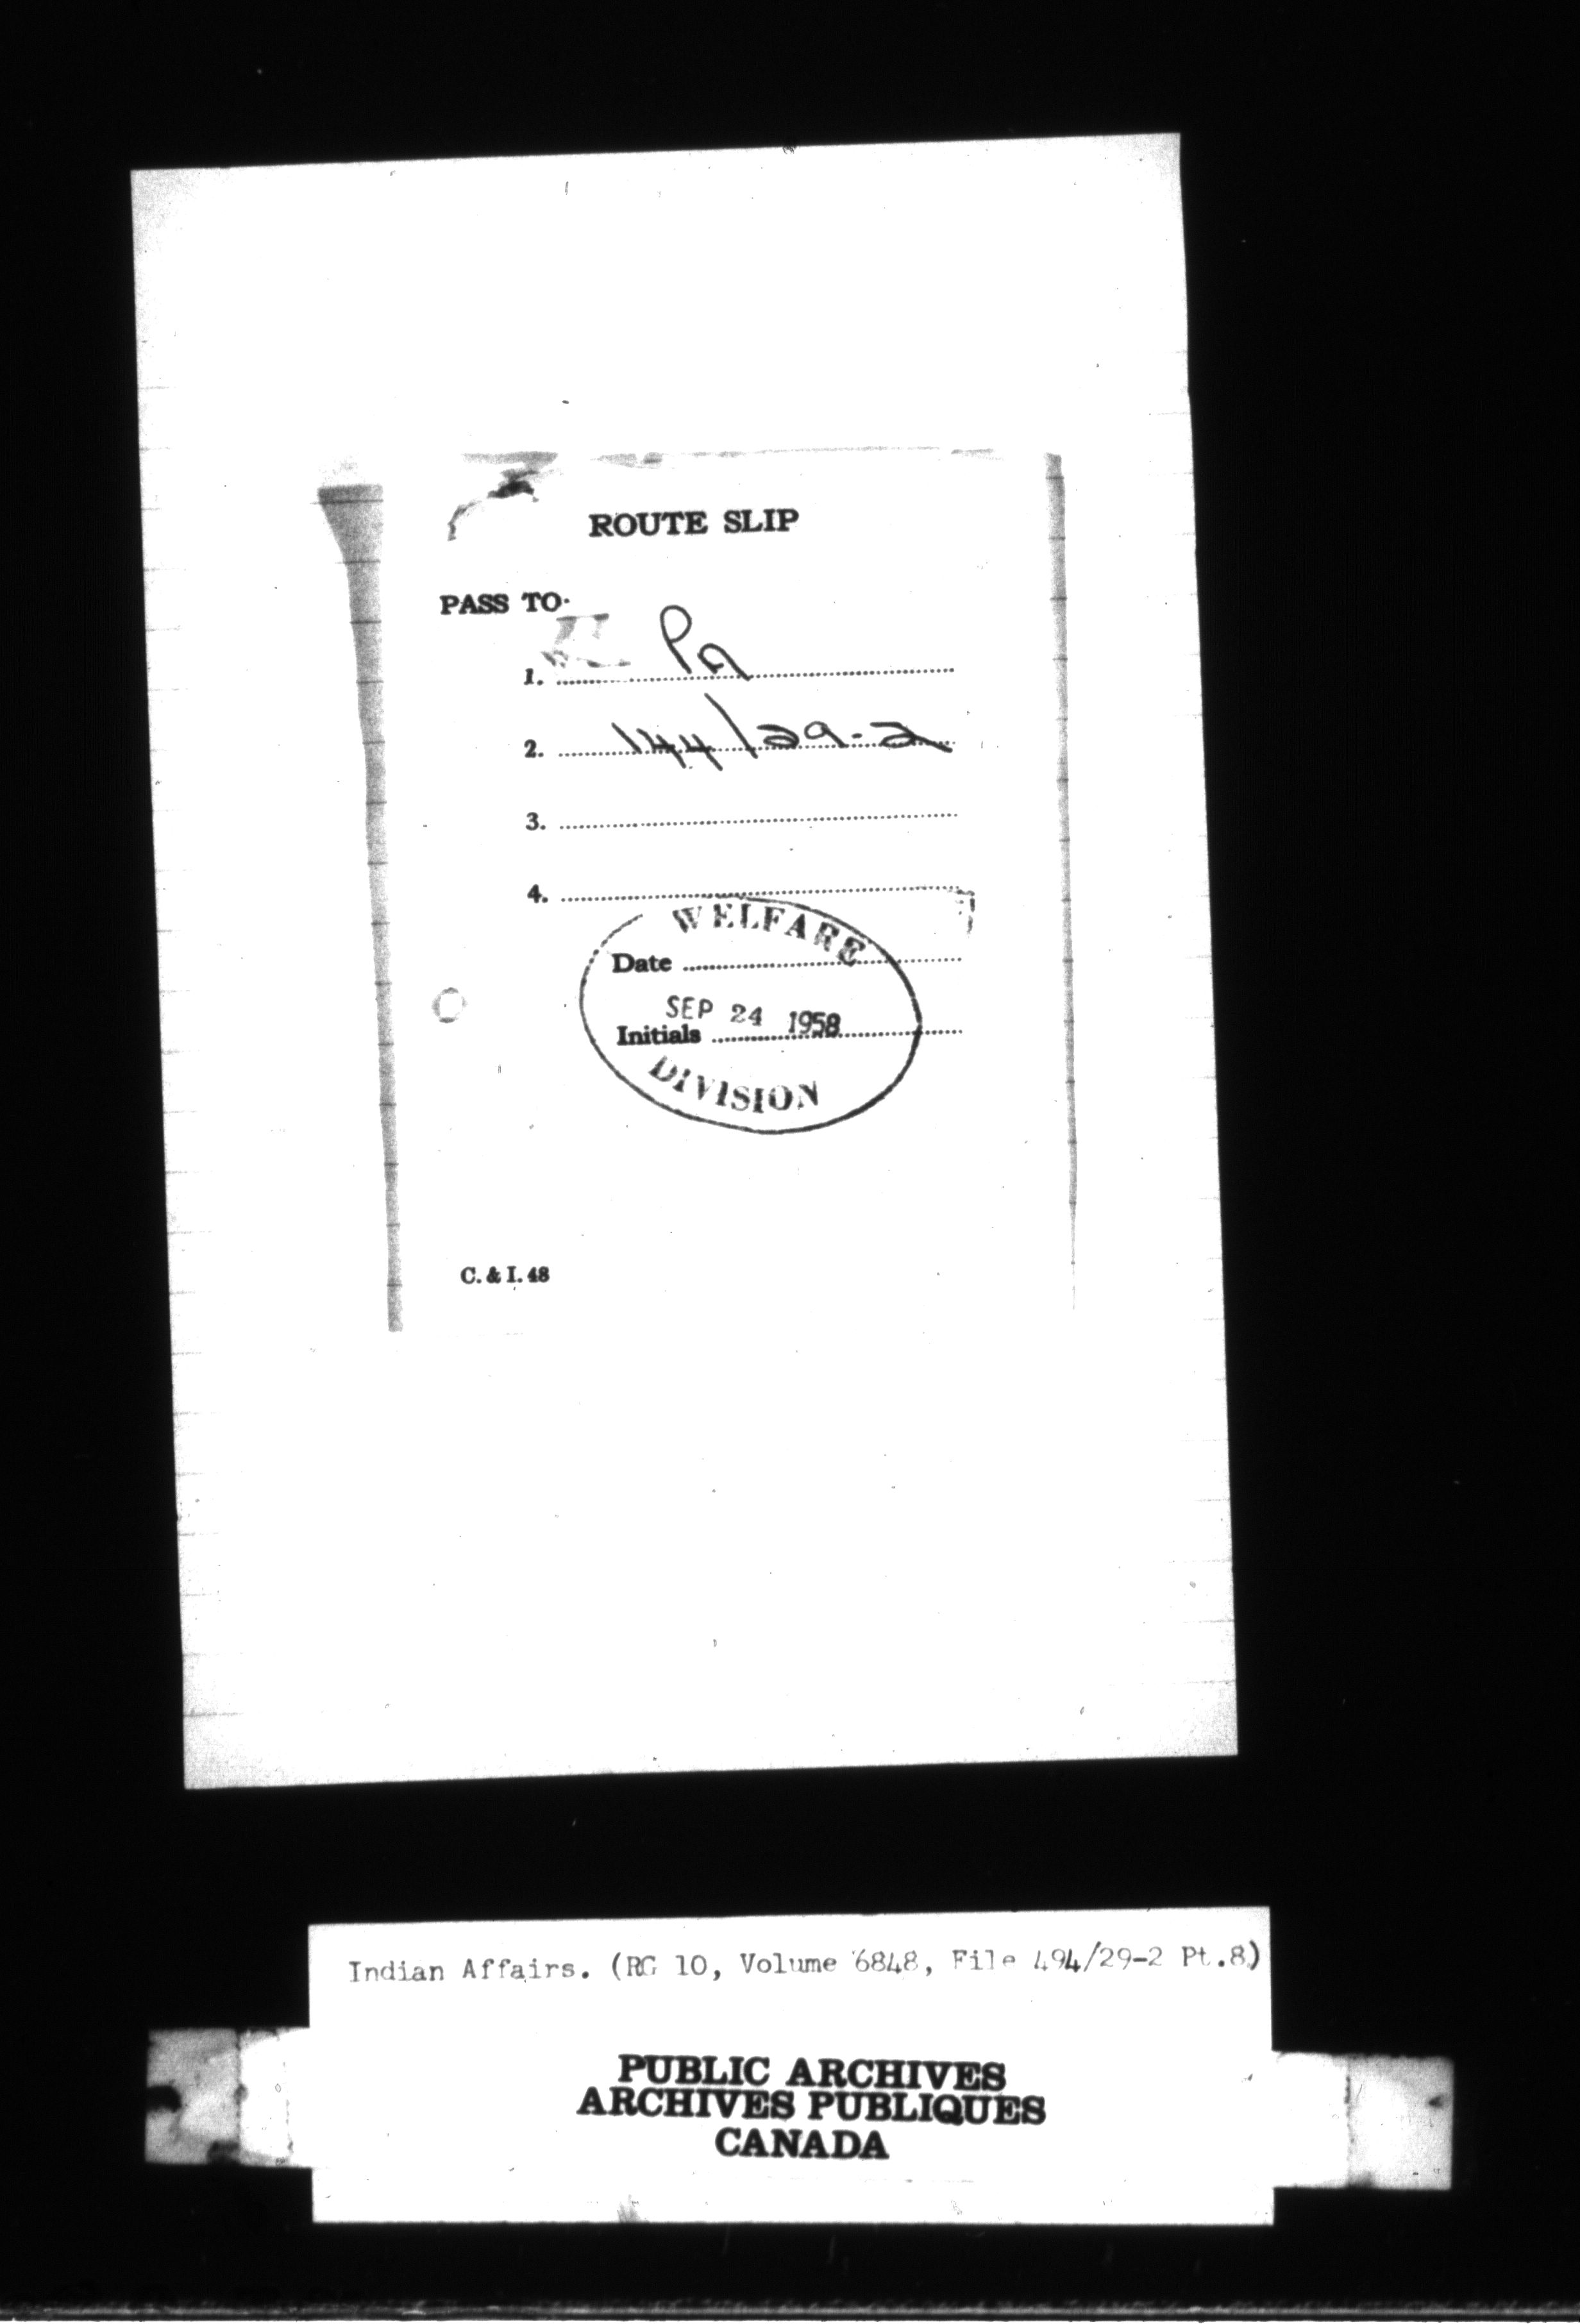 ROUTE SLIP
PASS TO
1. Pa
2. 144/29-2
3.
4.
WELFARE
Date
SEP 24 1958
Initials
DIVISION
C. & I. 48
Indian Affairs. (RG 10, Volume 6848, File 494/29-2 Pt.8)
PUBLIC ARCHIVES
ARCHIVES PUBLIQUES
CANADA